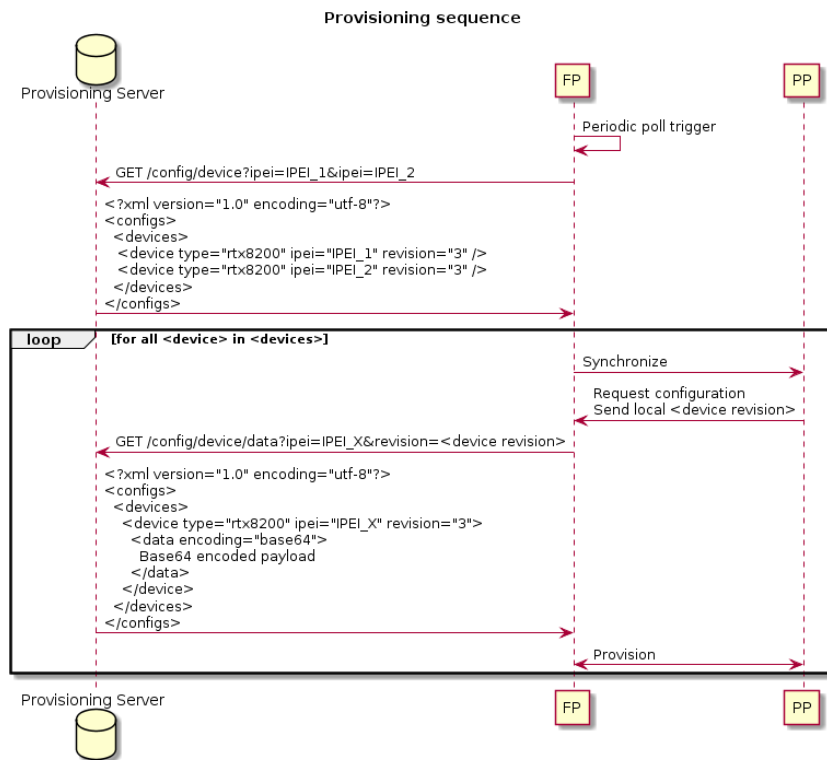 Provisioning sequence
Provisioning Server
FP
PP
Periodic poll trigger
GET /config/device?ipei=IPEI_1&ipei=IPEI_2
<?xml version="1.0" encoding="utf-8"?>
<configs>
<devices>
<device type="rtx8200" ipei="IPEI_1" revision="3" />
<device type="rtx8200" ipei="IPEI_2" revision="3" />
</devices>
</configs>
loop
[for all <device> in <devices>]
Synchronize
Request configuration
Send local <device revision>
GET /config/device/data?ipei=IPEI_X&revision=<device revision>
<?xml version="1.0" encoding="utf-8"?>
<configs>
<devices>
<device type="rtx8200" ipei="IPEI_X" revision="3">
<data encoding="base64">
Base64 encoded payload
</data>
</device>
</devices>
</configs>
Provision
Provisioning Server
FP
PP